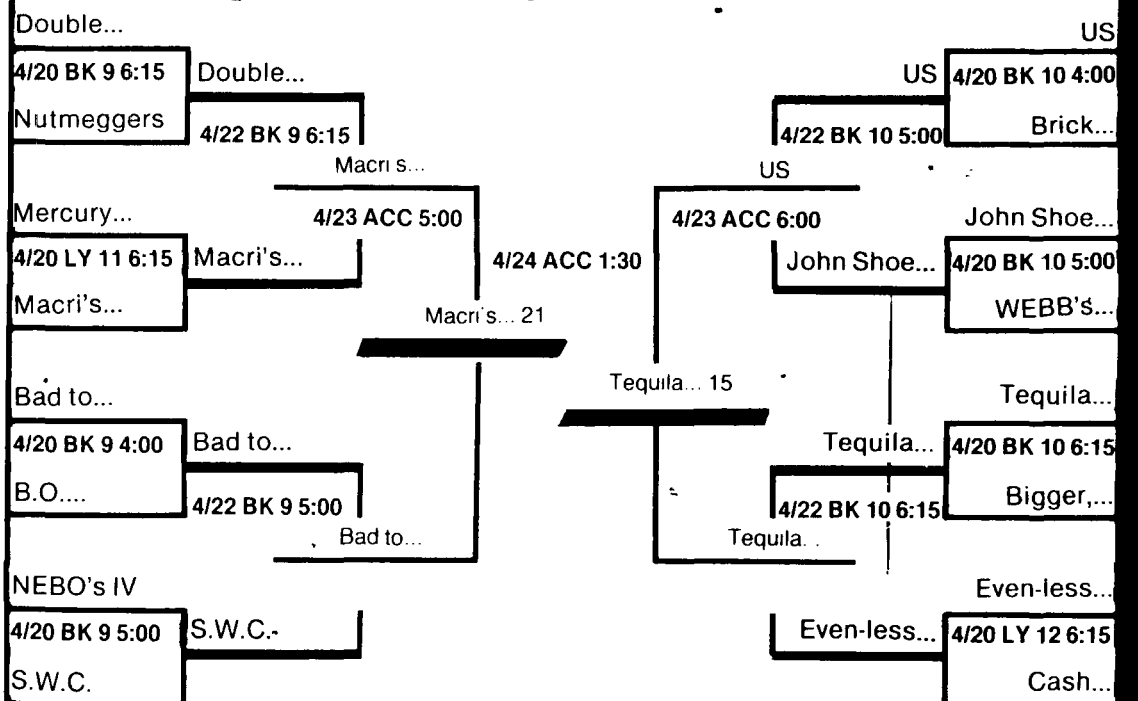 Double...
4/20 BK 9 6:15
Nutmeggers
Double...
4/22 BK 9 6:15
Macri's...
4/23 ACC 5:00
Mercury...
4/20 LY 11 6:15
Macri's...
Macri's...
4/24 ACC 1:30
Macri's... 21
Bad to...
4/20 BK 9 4:00
B.O....
Bad to...
4/22 BK 9 5:00
Bad to...
NEBO's IV
4/20 BK 9 5:00
S.W.C.
S.W.C.
US
US
4/20 BK 10 4:00
Brick...
4/22 BK 10 5:00
US
4/23 ACC 6:00
John Shoe...
John Shoe...
4/20 BK 10 5:00
WEBB's...
Tequila... 15
Tequila...
Tequila...
4/20 BK 10 6:15
Bigger,...
4/22 BK 10 6:15
Tequila...
Even-less...
Even-less...
4/20 LY 12 6:15
Cash...